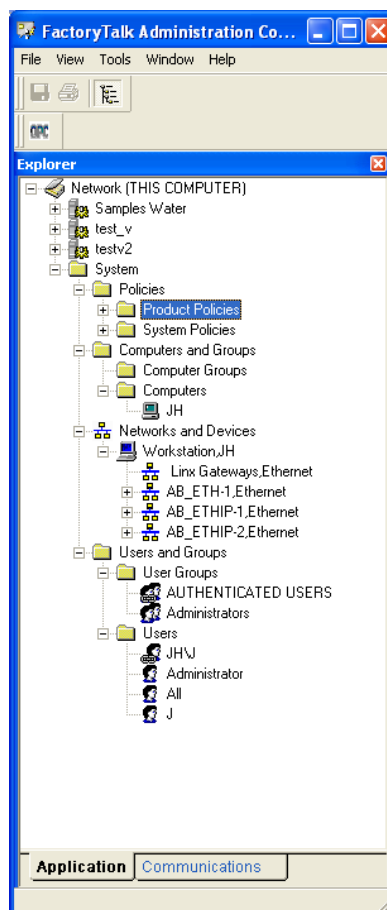 FactoryTalk Administration Co...
File View Tools Window Help
OPC
Explorer
Network (THIS COMPUTER)
Samples Water
test_v
testv2
System
Policies
Product Policies
System Policies
Computers and Groups
Computer Groups
Computers
JH
Networks and Devices
Workstation,JH
Linx Gateways,Ethernet
AB_ETH-1,Ethernet
AB_ETHIP-1,Ethernet
AB_ETHIP-2,Ethernet
Users and Groups
User Groups
AUTHENTICATED USERS
Administrators
Users
JH\J
Administrator
All
J
Application Communications